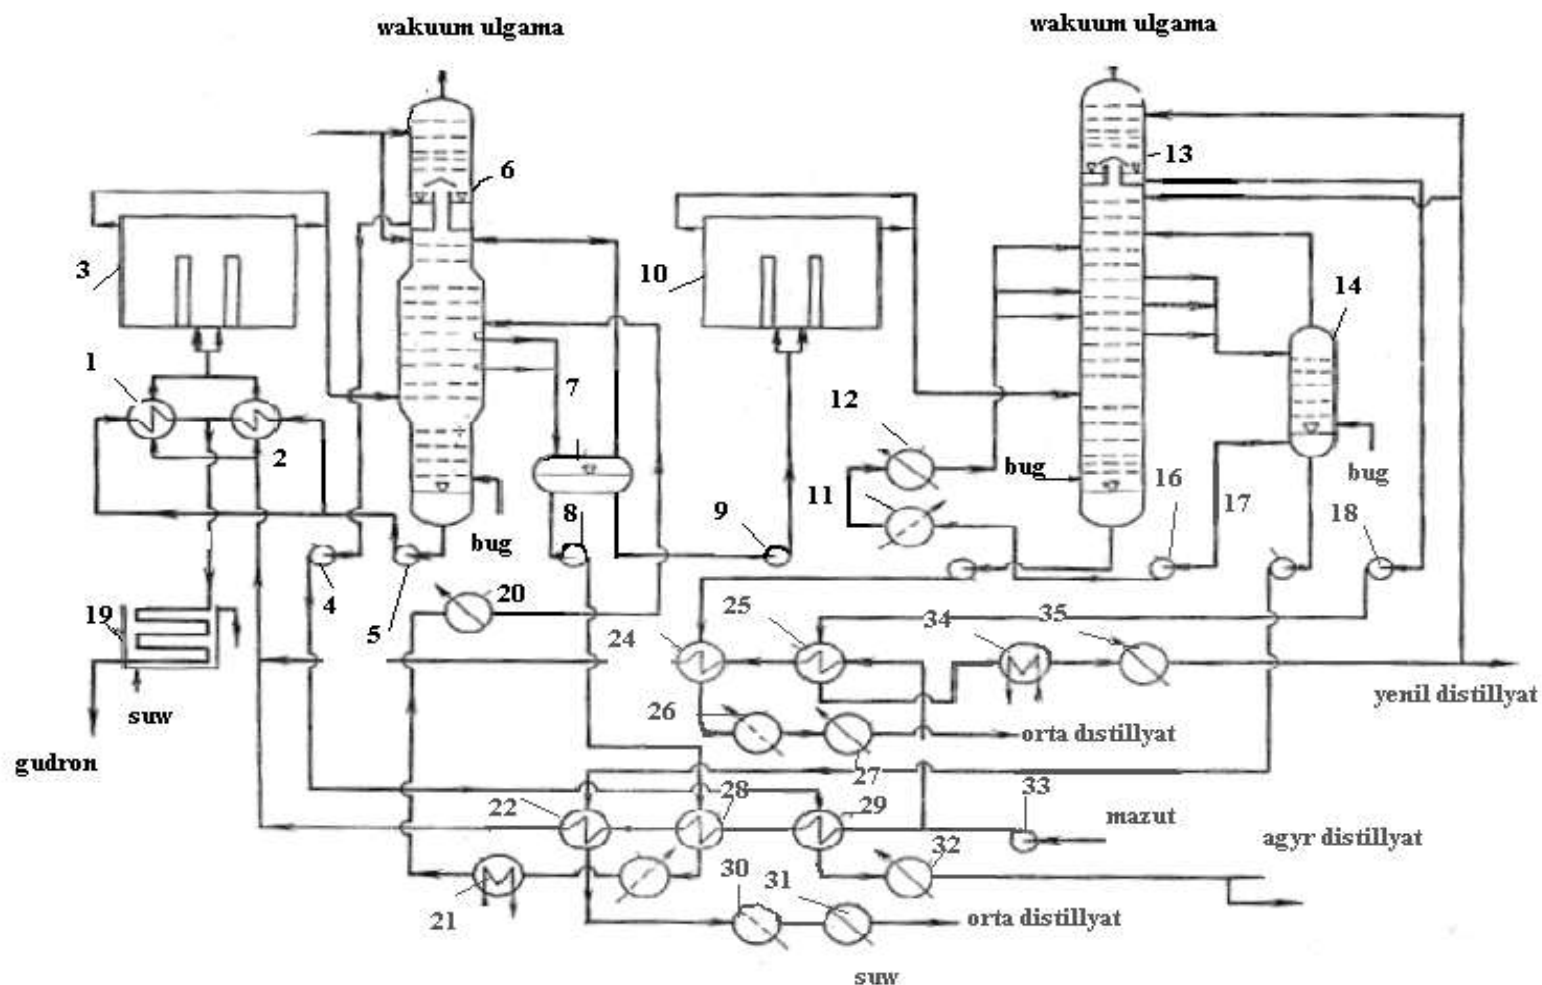 wakuum ulgama
wakuum ulgama
13
6
3
10
14
7
1
12
2
bug
bug
16
11
17
18
8
9
bug
4
5
20
19
24
25
34
35
suw
yenil distillyat
26
orta dıstillyat
gudron
27
33
28
29
22
mazut
agyr distillyat
32
30
31
21
orta distillyat
suw